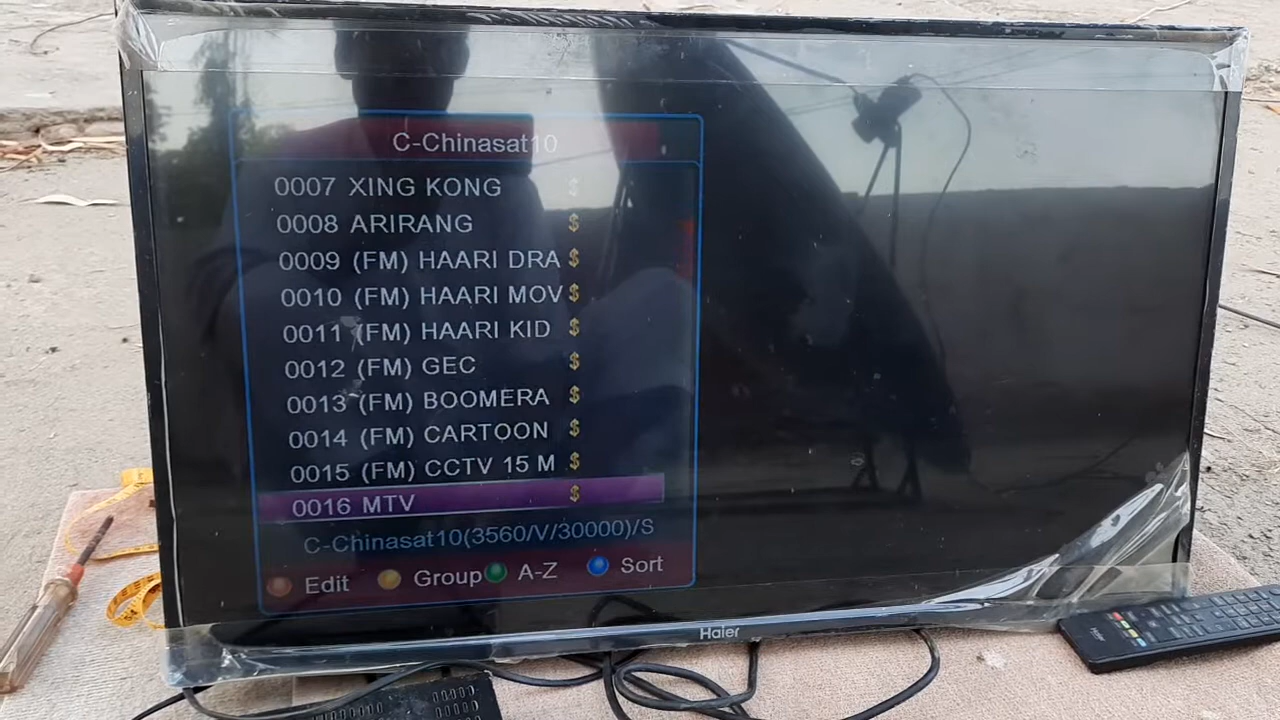 C-Chinasat10
0007 XING KONG $
0008 ARIRANG $
0009 (FM) HAARI DRA $
0010 (FM) HAARI MOV $
0011 (FM) HAARI KID $
0012 (FM) GEC $
0013 (FM) BOOMERA $
0014 (FM) CARTOON $
0015 (FM) CCTV 15 M $
0016 MTV $
C-Chinasat10(3560/V/30000)/S
Edit Group A-Z Sort
Haier